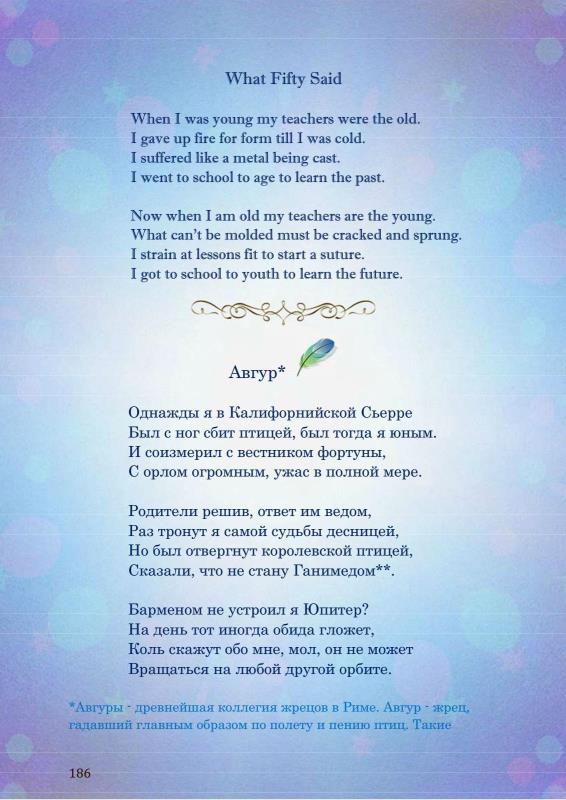 What Fifty Said
When I was young my teachers were the old.
I gave up fire for form till I was cold.
I suffered like a metal being cast.
I went to school to age to learn the past.
Now when I am old my teachers are the young.
What can't be molded must be cracked and sprung.
I strain at lessons fit to start a suture.
I got to school to youth to learn the future.
Авгур*
Однажды я в Калифорнийской Сьерре
Был с ног сбит птицей, был тогда я юным.
И соизмерил с вестником фортуны,
С орлом огромным, ужас в полной мере.
Родители решив, ответ им ведом,
Раз тронут я самой судьбы десницей,
Но был отвергнут королевской птицей,
Сказали, что не стану Ганимедом**.
Барменом не устроил я Юпитер?
На день тот иногда обида гложет,
Коль скажут обо мне, мол, он не может
Вращаться на любой другой орбите.
*Авгуры - древнейшая коллегия жрецов в Риме. Авгур - жрец,
гадавший главным образом по полету и пению птиц. Такие
186